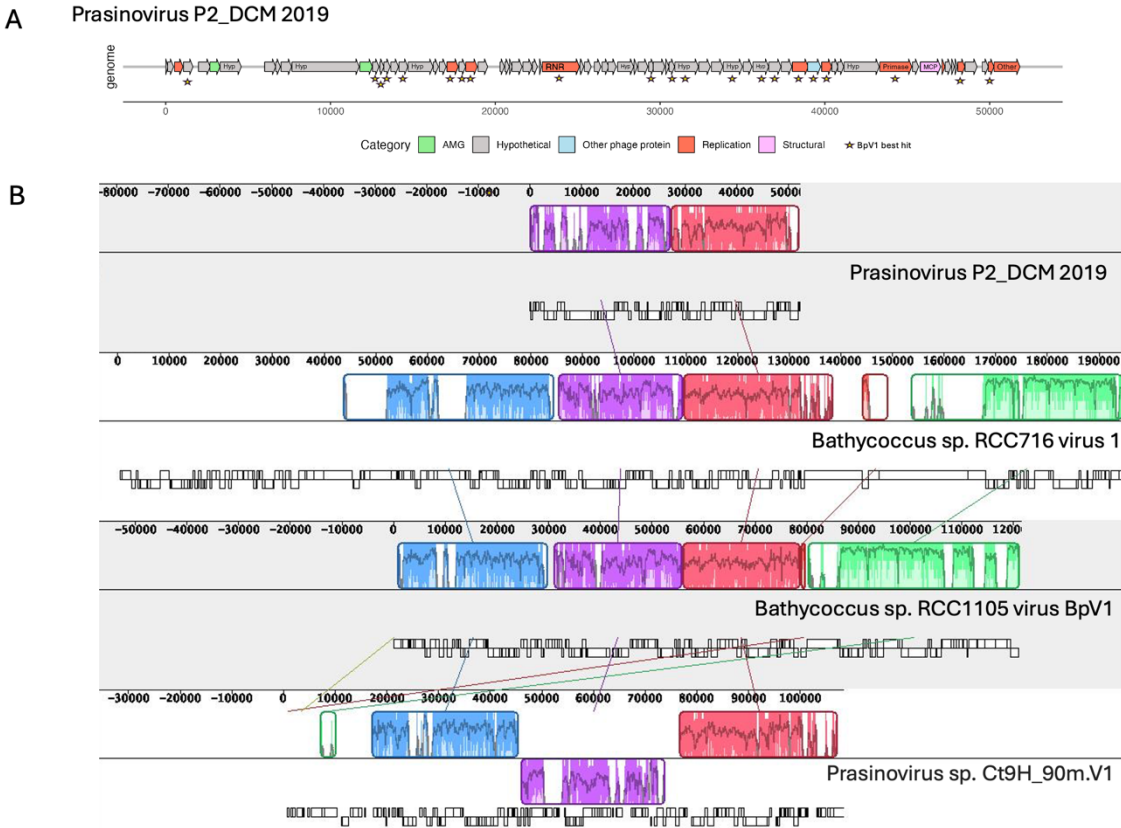 A
Prasinovirus P2_DCM 2019
genome
Hyp Hyp Hyp RNR Hyp Hyp Hyp Hyp Hyp Hyp Primase MCP Other
0 10000 20000 30000 40000 50000
Category AMG Hypothetical Other phage protein Replication Structural BpV1 best hit
B
-80000 -70000 -60000 -50000 -40000 -30000 -20000 -10000 0 10000 20000 30000 40000
Prasinovirus P2_DCM 2019
0 10000 20000 30000 40000 50000 60000 70000 80000 90000 100000 110000 120000 130000 140000 150000 160000 170000 180000 190000
Bathycoccus sp. RCC716 virus 1
-50000 -40000 -30000 -20000 -10000 0 10000 20000 30000 40000 50000 60000 70000 80000 90000 100000 110000
Bathycoccus sp. RCC1105 virus BpV1
-30000 -20000 -10000 0 10000 20000 30000 40000 50000 60000 70000 80000 90000 100000
Prasinovirus sp. Ct9H_90m.V1